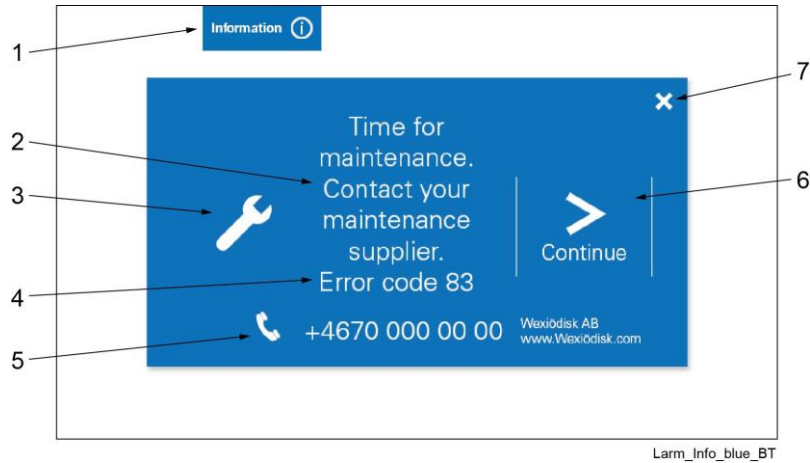 Information i
1
7
Time for
maintenance.
2
Contact your
3
maintenance
6
supplier.
Continue
4
Error code 83
5
+4670 000 00 00
Wexiödisk AB
www.Wexiödisk.com
Larm_Info_blue_BT